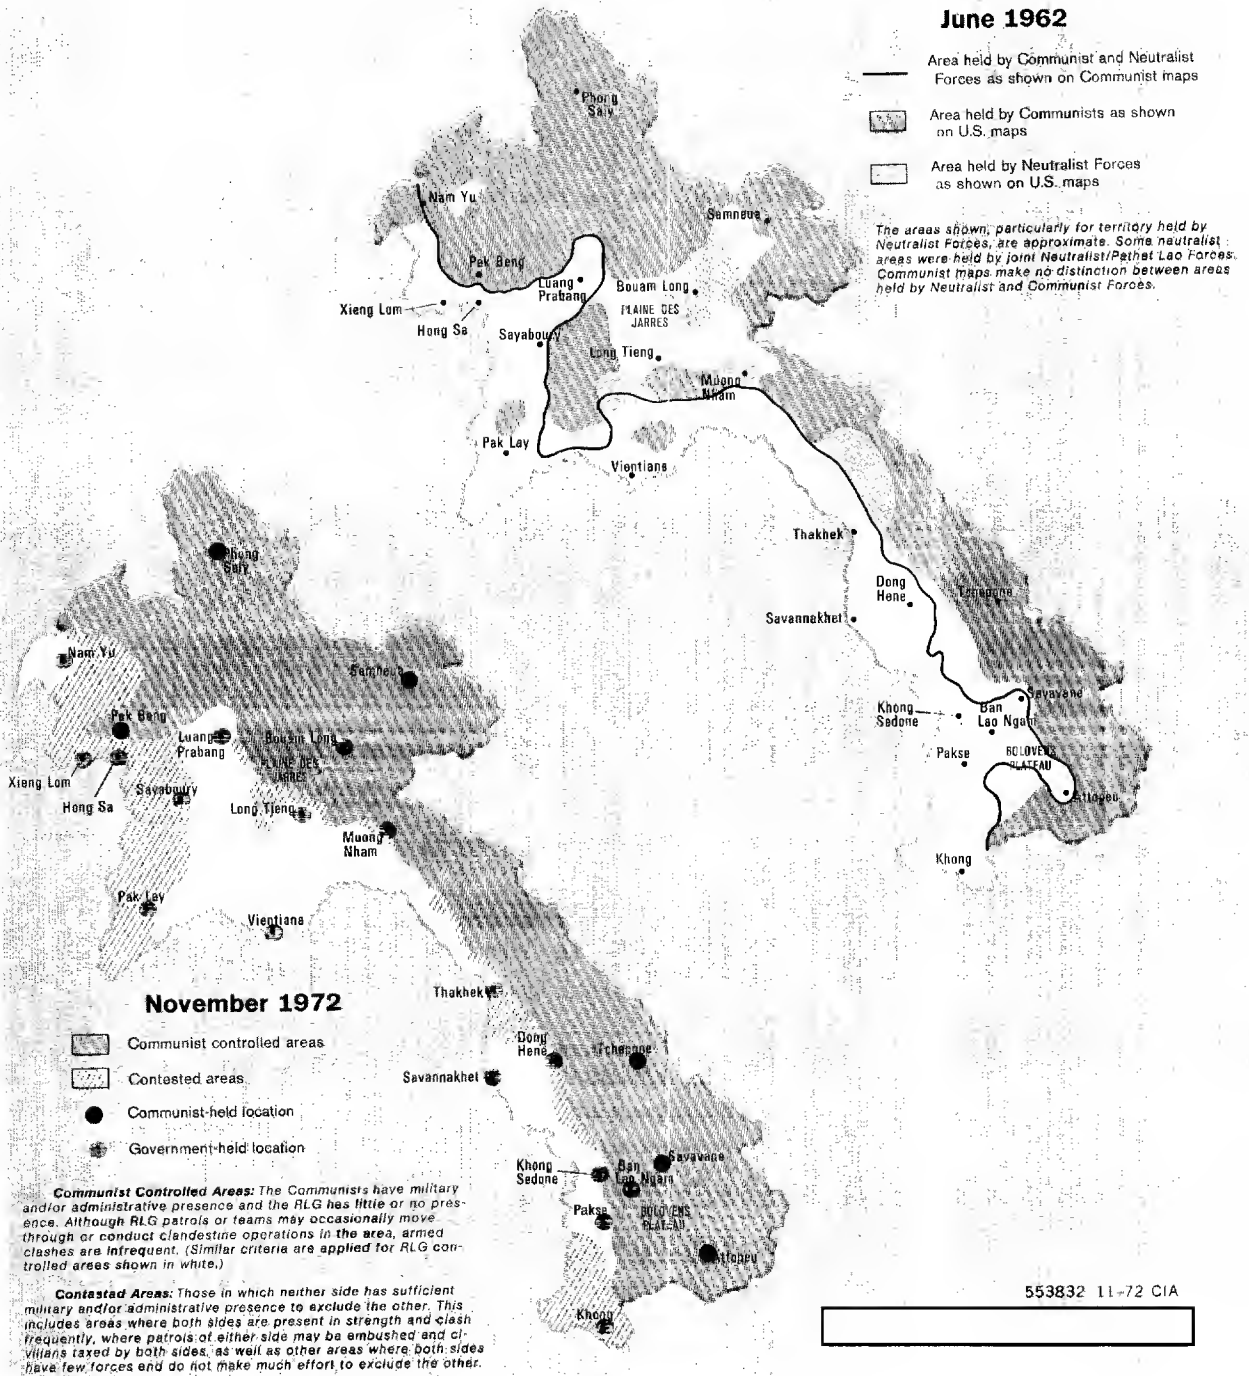 June 1962
Area held by Communist and Neutralist
Forces as shown on Communist maps
Area held by Communists as shown
on U.S. maps
Area held by Neutralist Forces
as shown on U.S. maps
The areas shown, particularly for territory held by
Neutralist Forces, are approximate. Some neutralist
areas were held by joint Neutralist/Pathet Lao Forces.
Communist maps make no distinction between areas
held by Neutralist and Communist Forces.
Phong
Saly
Nam Yu
Samneua
Pak Beng
Luang
Prabang
Bouam Long
Xieng Lom
Hong Sa
PLAINE DES
JARRES
Sayaboury
Long Tieng
Muong
Nham
Pak Lay
Vientiane
Thakhek
Dong
Hene
Tchepone
Savannakhet
Khong
Sedone
Ban
Lao Ngam
Savavane
Pakse
BOLOVENS
PLATEAU
Attopeu
Khong
Phong
Saly
Nam Yu
Samneua
Pak Beng
Luang
Prabang
Bouam Long
PLAINE DES
JARRES
Xieng Lom
Hong Sa
Sayaboury
Long Tieng
Muong
Nham
Pak Lay
Vientiane
Thakhek
Dong
Hene
Tchepone
Savannakhet
Khong
Sedone
Ban
Lao Ngam
Savavane
Pakse
BOLOVENS
PLATEAU
Attopeu
Khong
November 1972
Communist controlled areas
Contested areas
Communist-held location
Government-held location
Communist Controlled Areas: The Communists have military
and/or administrative presence and the RLG has little or no pres-
ence. Although RLG patrols or teams may occasionally move
through or conduct clandestine operations in the area, armed
clashes are infrequent. (Similar criteria are applied for RLG con-
trolled areas shown in white.)
Contested Areas: Those in which neither side has sufficient
military and/or administrative presence to exclude the other. This
includes areas where both sides are present in strength and clash
frequently, where patrols of either side may be ambushed and ci-
vilians taxed by both sides, as well as other areas where both sides
have few forces and do not make much effort to exclude the other.
553832 11-72 CIA